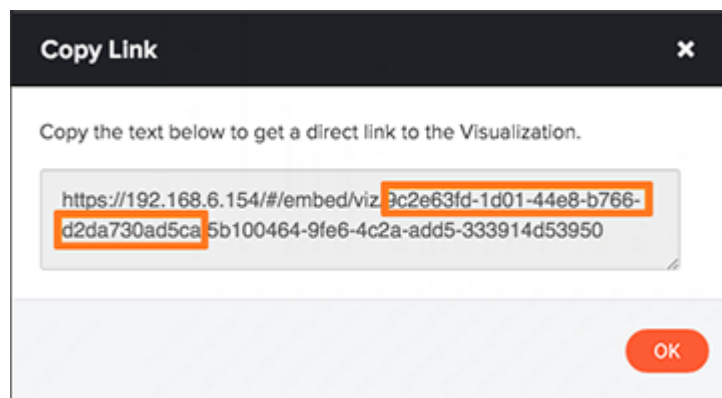 Copy Link
Copy the text below to get a direct link to the Visualization.
https://192.168.6.154/#/embed/viz/9c2e63fd-1d01-44e8-b766-
d2da730ad5ca/5b100464-9fe6-4c2a-add5-333914d53950
OK